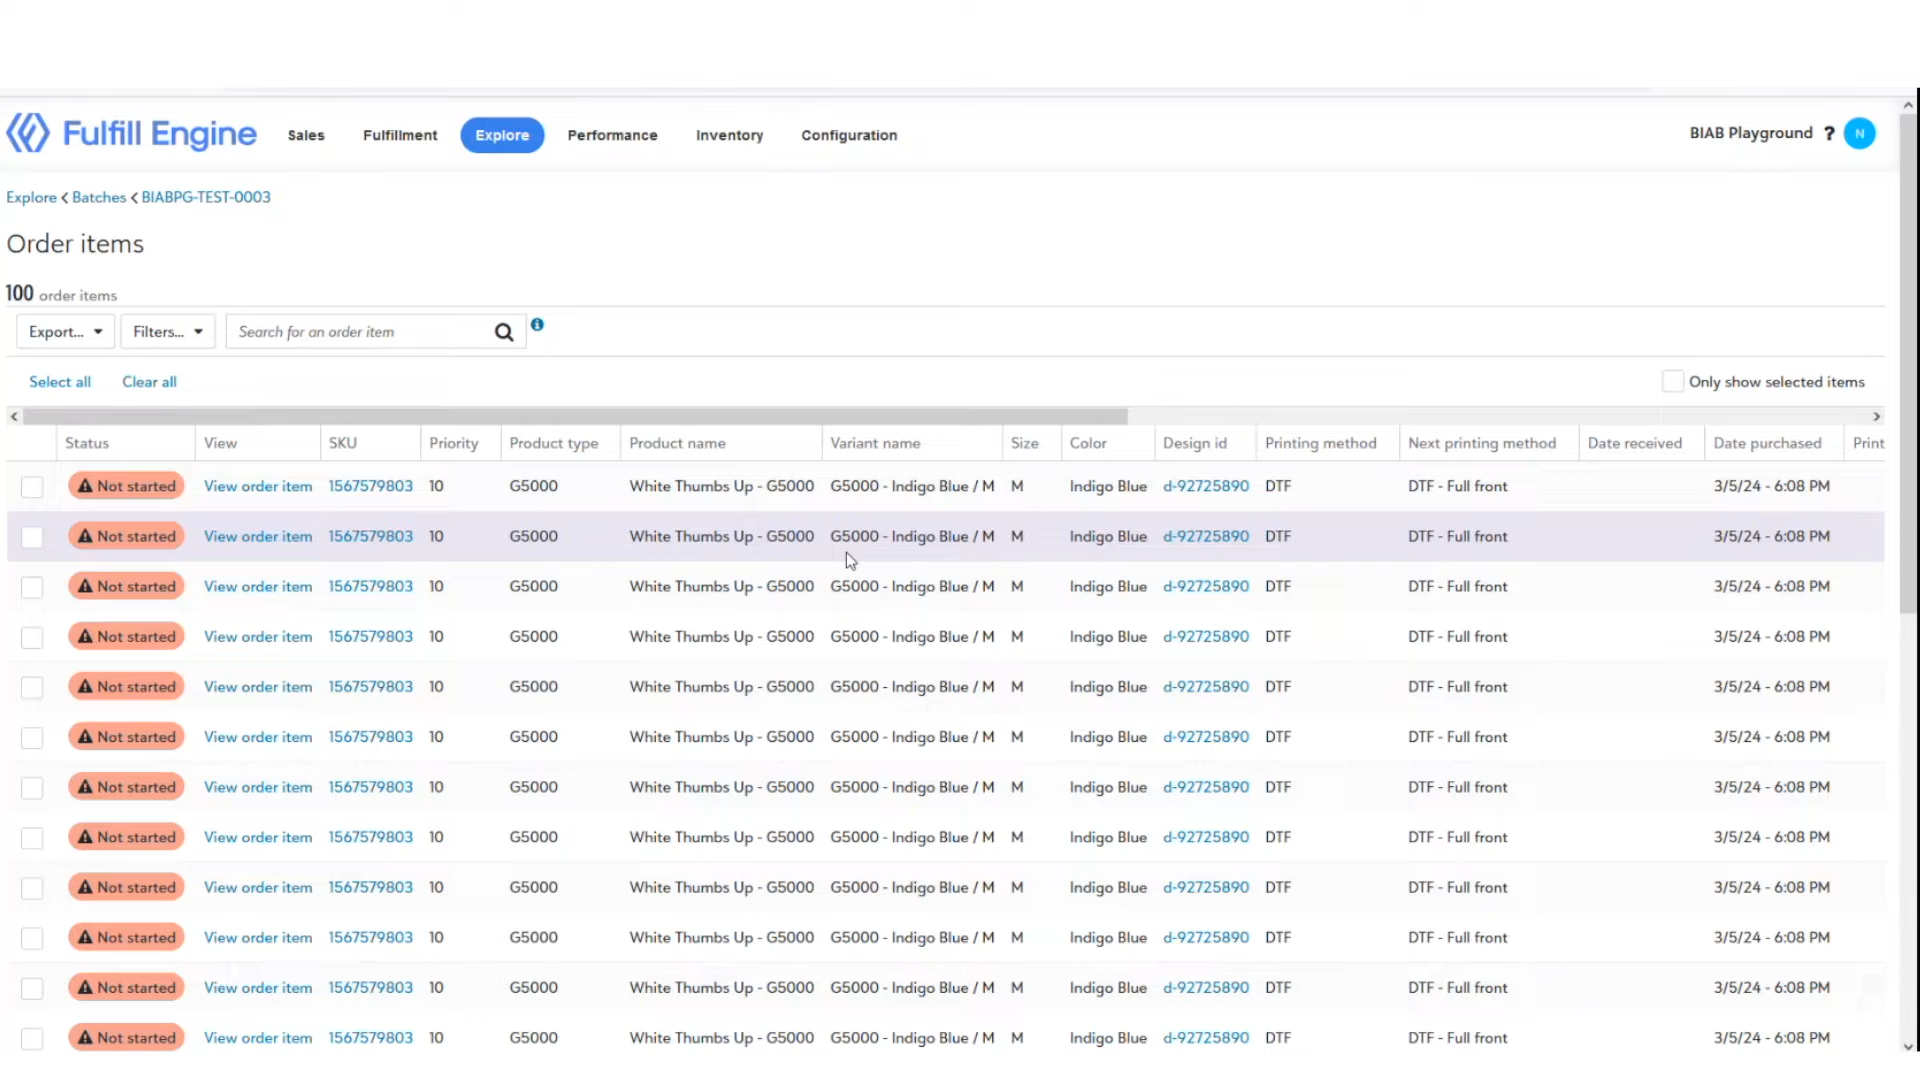 Fulfill Engine Sales Fulfillment Explore Performance Inventory Configuration BIAB Playground ? N
Explore < Batches < BIABPG-TEST-0003
Order items
100 order items
Export... Filters... Search for an order item
Select all Clear all Only show selected items
Status View SKU Priority Product type Product name Variant name Size Color Design id Printing method Next printing method Date received Date purchased Print
Not started View order item 1567579803 10 G5000 White Thumbs Up - G5000 G5000 - Indigo Blue / M M Indigo Blue d-92725890 DTF DTF - Full front 3/5/24 - 6:08 PM
Not started View order item 1567579803 10 G5000 White Thumbs Up - G5000 G5000 - Indigo Blue / M M Indigo Blue d-92725890 DTF DTF - Full front 3/5/24 - 6:08 PM
Not started View order item 1567579803 10 G5000 White Thumbs Up - G5000 G5000 - Indigo Blue / M M Indigo Blue d-92725890 DTF DTF - Full front 3/5/24 - 6:08 PM
Not started View order item 1567579803 10 G5000 White Thumbs Up - G5000 G5000 - Indigo Blue / M M Indigo Blue d-92725890 DTF DTF - Full front 3/5/24 - 6:08 PM
Not started View order item 1567579803 10 G5000 White Thumbs Up - G5000 G5000 - Indigo Blue / M M Indigo Blue d-92725890 DTF DTF - Full front 3/5/24 - 6:08 PM
Not started View order item 1567579803 10 G5000 White Thumbs Up - G5000 G5000 - Indigo Blue / M M Indigo Blue d-92725890 DTF DTF - Full front 3/5/24 - 6:08 PM
Not started View order item 1567579803 10 G5000 White Thumbs Up - G5000 G5000 - Indigo Blue / M M Indigo Blue d-92725890 DTF DTF - Full front 3/5/24 - 6:08 PM
Not started View order item 1567579803 10 G5000 White Thumbs Up - G5000 G5000 - Indigo Blue / M M Indigo Blue d-92725890 DTF DTF - Full front 3/5/24 - 6:08 PM
Not started View order item 1567579803 10 G5000 White Thumbs Up - G5000 G5000 - Indigo Blue / M M Indigo Blue d-92725890 DTF DTF - Full front 3/5/24 - 6:08 PM
Not started View order item 1567579803 10 G5000 White Thumbs Up - G5000 G5000 - Indigo Blue / M M Indigo Blue d-92725890 DTF DTF - Full front 3/5/24 - 6:08 PM
Not started View order item 1567579803 10 G5000 White Thumbs Up - G5000 G5000 - Indigo Blue / M M Indigo Blue d-92725890 DTF DTF - Full front 3/5/24 - 6:08 PM
Not started View order item 1567579803 10 G5000 White Thumbs Up - G5000 G5000 - Indigo Blue / M M Indigo Blue d-92725890 DTF DTF - Full front 3/5/24 - 6:08 PM